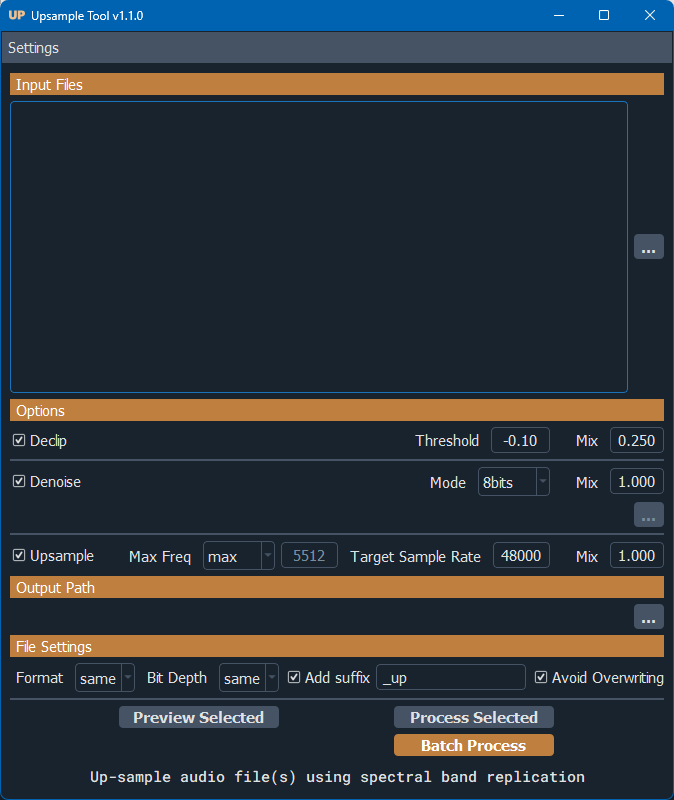 UP Upsample Tool v1.1.0
Settings
Input Files
...
Options
Declip Threshold -0.10 Mix 0.250
Denoise Mode 8bits Mix 1.000
...
Upsample Max Freq max 5512 Target Sample Rate 48000 Mix 1.000
Output Path
...
File Settings
Format same Bit Depth same Add suffix _up Avoid Overwriting
Preview Selected Process Selected
Batch Process
Up-sample audio file(s) using spectral band replication